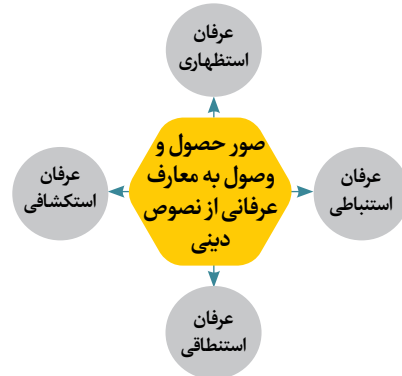 عرفان
استظهاری
صور حصول و
وصول به معارف
عرفانی از نصوص
دینی
عرفان
استنباطی
عرفان
استکشافی
عرفان
استنطاقی